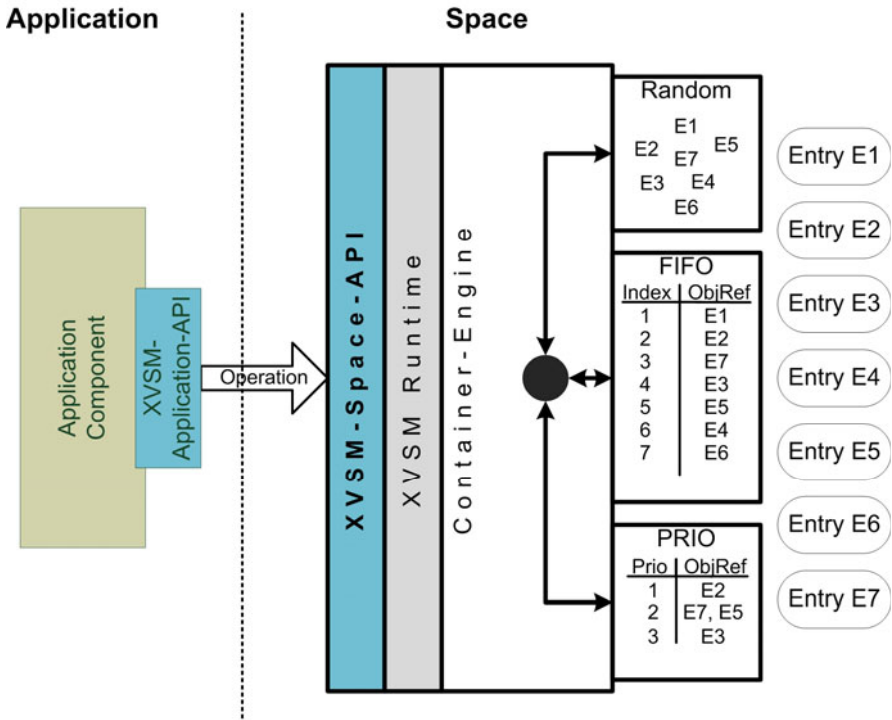 Application
Space
Application
Component
XVSM-
Application-API
Operation
XVSM-Space-API
XVSM Runtime
Container-Engine
Random
E1
E2
E5
E7
E3
E4
E6
FIFO
Index ObjRef
1 E1
2 E2
3 E7
4 E3
5 E5
6 E4
7 E6
PRIO
Prio ObjRef
1 E2
2 E7, E5
3 E3
Entry E1
Entry E2
Entry E3
Entry E4
Entry E5
Entry E6
Entry E7